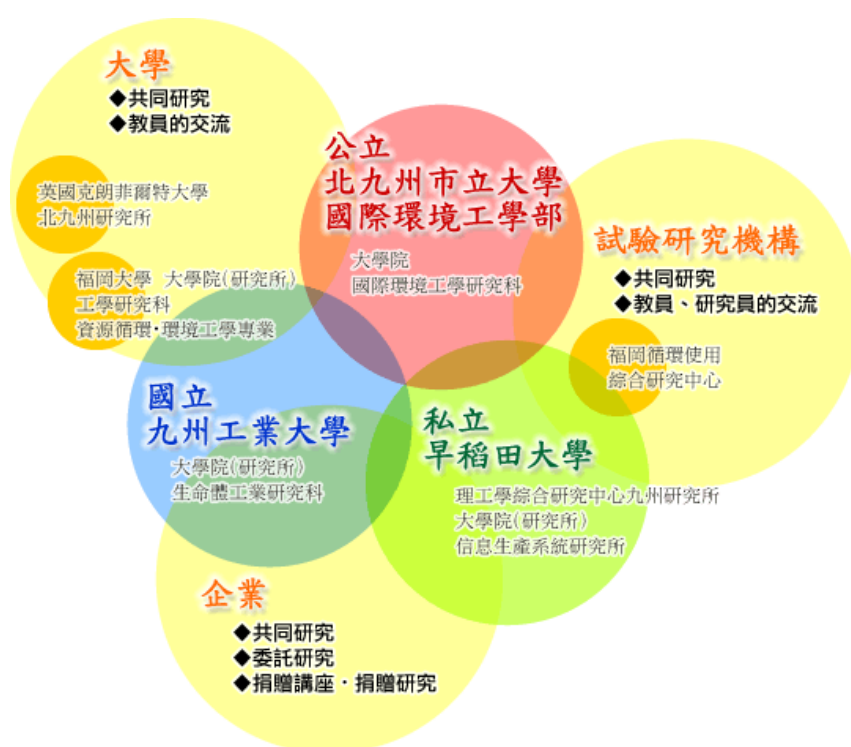 大學
◆共同研究
◆教員的交流
英國克朗菲爾特大學
北九州研究所
福岡大學 大學院(研究所)
工學研究科
資源循環·環境工學專業
公立
北九州市立大學
國際環境工學部
大學院
國際環境工學研究科
試驗研究機構
◆共同研究
◆教員、研究員的交流
福岡循環使用
綜合研究中心
國立
九州工業大學
大學院(研究所)
生命體工業研究科
私立
早稻田大學
理工學綜合研究中心九州研究所
大學院(研究所)
信息生產系統研究所
企業
◆共同研究
◆委託研究
◆捐贈講座·捐贈研究